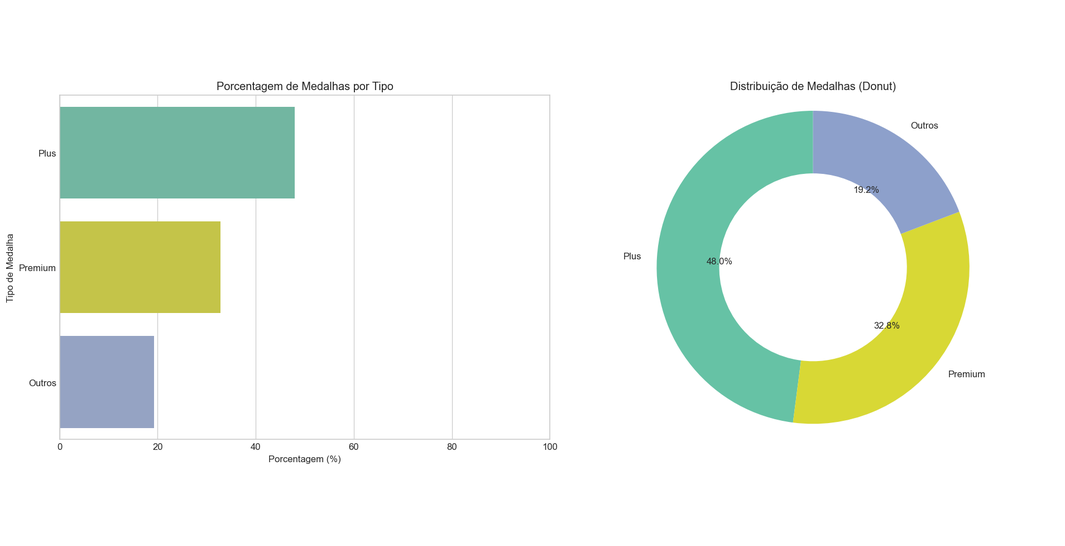 Porcentagem de Medalhas por Tipo
Tipo de Medalha
Plus
Premium
Outros
0 20 40 60 80 100
Porcentagem (%)
Distribuição de Medalhas (Donut)
Outros
19.2%
Plus
48.0%
32.8%
Premium